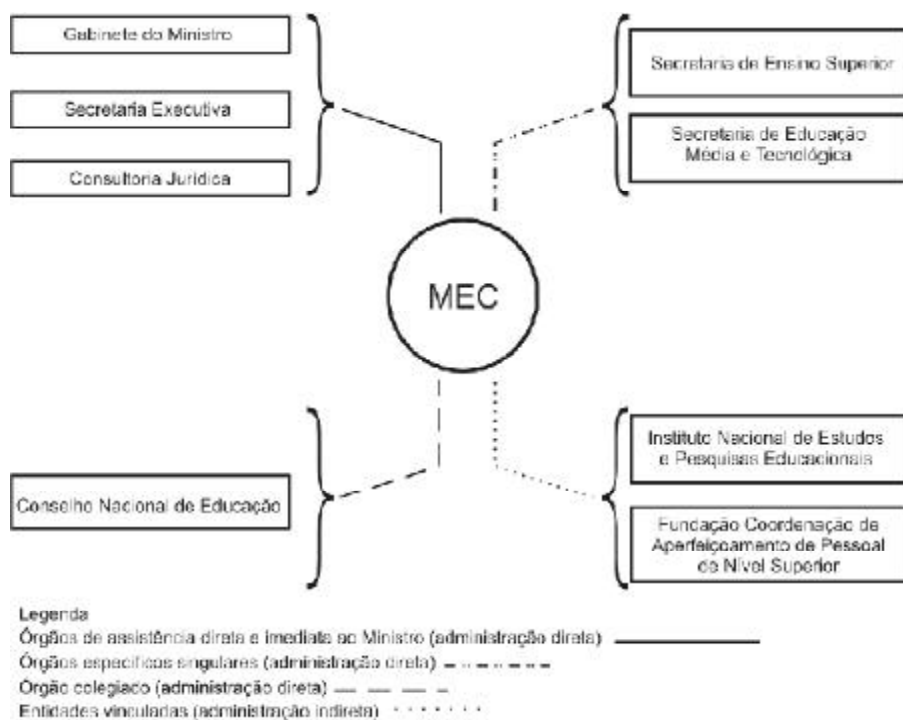 Gabinete do Ministro
Secretaria Executiva
Consultoria Jurídica
Secretaria de Ensino Superior
Secretaria de Educação
Média e Tecnológica
MEC
Conselho Nacional de Educação
Instituto Nacional de Estudos
e Pesquisas Educacionais
Fundação Coordenação de
Aperfeiçoamento de Pessoal
de Nível Superior
Legenda
Órgãos de assistência direta e imediata ao Ministro (administração direta)
Órgãos específicos singulares (administração direta)
Órgão colegiado (administração direta)
Entidades vinculadas (administração indireta)